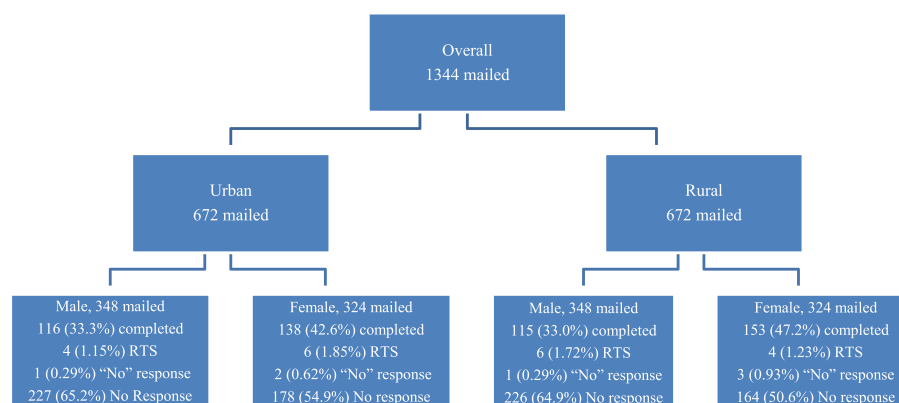 Overall
1344 mailed
Urban
672 mailed
Rural
672 mailed
Male, 348 mailed
116 (33.3%) completed
4 (1.15%) RTS
1 (0.29%) “No” response
227 (65.2%) No Response
Female, 324 mailed
138 (42.6%) completed
6 (1.85%) RTS
2 (0.62%) “No” response
178 (54.9%) No response
Male, 348 mailed
115 (33.0%) completed
6 (1.72%) RTS
1 (0.29%) “No” response
226 (64.9%) No response
Female, 324 mailed
153 (47.2%) completed
4 (1.23%) RTS
3 (0.93%) “No” response
164 (50.6%) No response